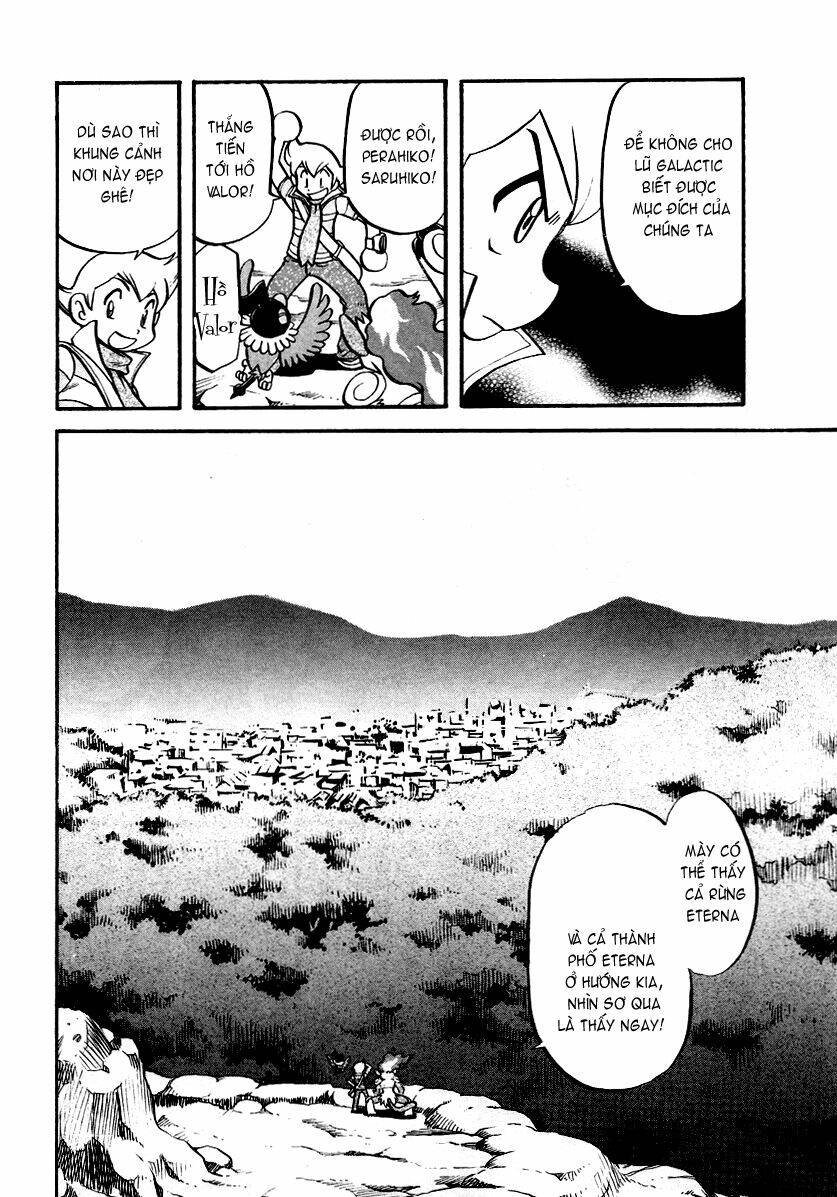 ĐỂ KHÔNG CHO
LŨ GALACTIC
BIẾT ĐƯỢC
MỤC ĐÍCH CỦA
CHÚNG TA
ĐƯỢC RỒI,
PERAHIKO!
SARUHIKO!
THẲNG
TIẾN
TỚI HỒ
VALOR!
Hồ
Valor
DÙ SAO THÌ
KHUNG CẢNH
NƠI NÀY ĐẸP
GHÊ!
MÀY CÓ
THỂ THẤY
CẢ RỪNG
ETERNA
VÀ CẢ THÀNH
PHỐ ETERNA
Ở HƯỚNG KIA,
NHÌN SƠ QUA
LÀ THẤY NGAY!